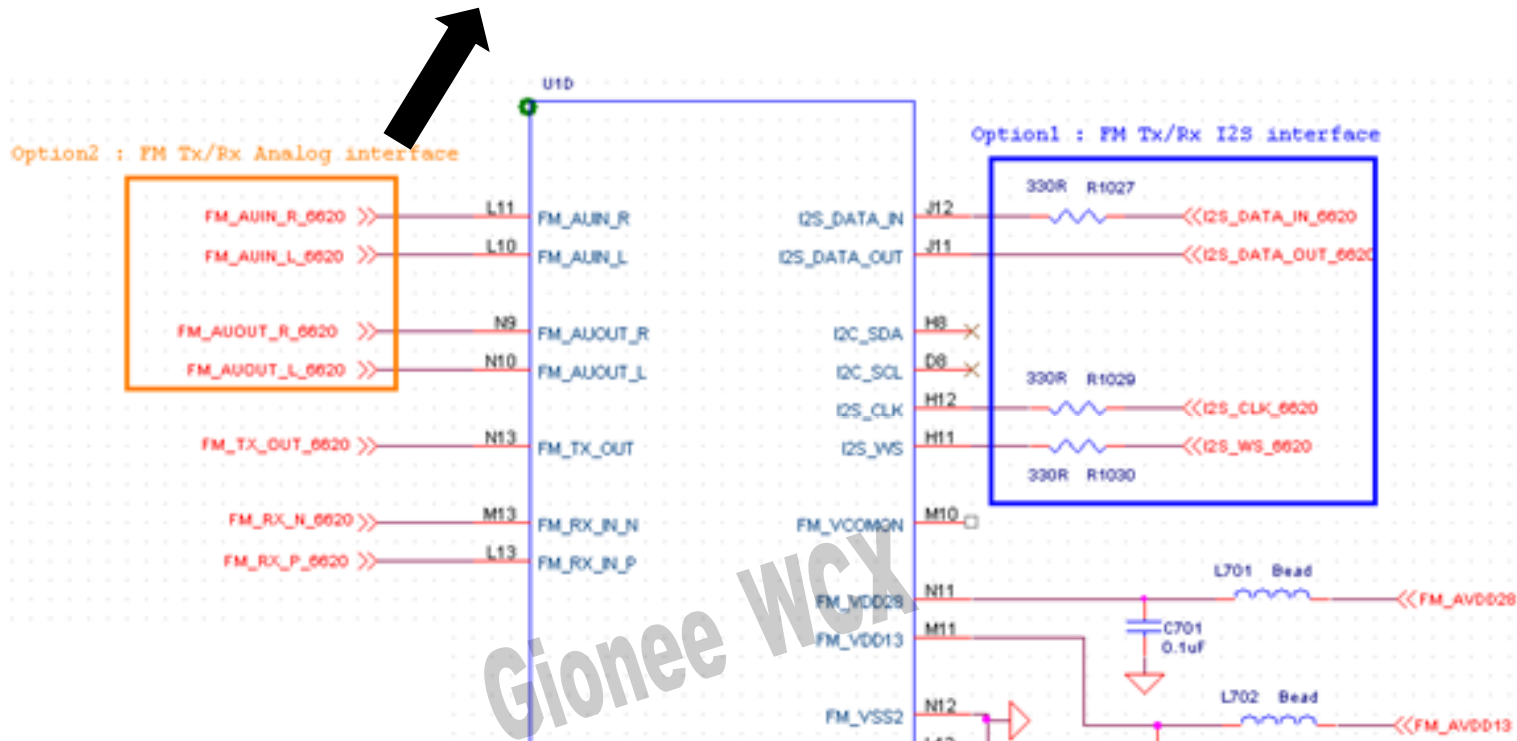 U1D
Option2 : FM Tx/Rx Analog interface
Option1 : FM Tx/Rx I2S interface
330R R1027
FM_AUIN_R_6620 L11 FM_AUIN_R I2S_DATA_IN J12 I2S_DATA_IN_6620
FM_AUIN_L_6620 L10 FM_AUIN_L I2S_DATA_OUT J11 I2S_DATA_OUT_6620
FM_AUOUT_R_6620 N9 FM_AUOUT_R I2C_SDA H8
FM_AUOUT_L_6620 N10 FM_AUOUT_L I2C_SCL D8
330R R1029
I2S_CLK H12 I2S_CLK_6620
FM_TX_OUT_6620 N13 FM_TX_OUT I2S_WS H11 I2S_WS_6620
330R R1030
FM_RX_N_6620 M13 FM_RX_IN_N FM_VCOMON M10
FM_RX_P_6620 L13 FM_RX_IN_P
L701 Bead
FM_VDD28 N11 FM_AVDD28
C701
0.1uF
FM_VDD13 M11
L702 Bead
FM_VSS2 N12 FM_AVDD13
Gionee WCX